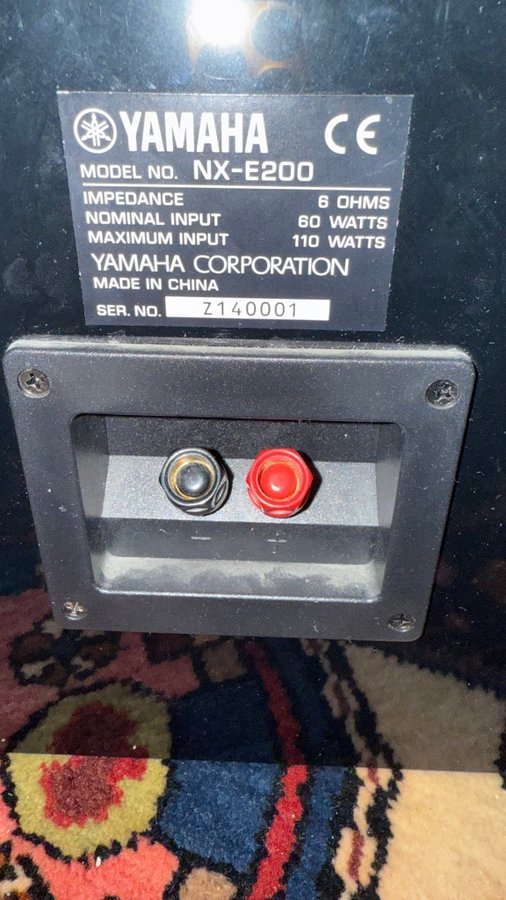 YAMAHA CE
MODEL NO. NX-E200
IMPEDANCE 6 OHMS
NOMINAL INPUT 60 WATTS
MAXIMUM INPUT 110 WATTS
YAMAHA CORPORATION
MADE IN CHINA
SER. NO. Z140001
- +